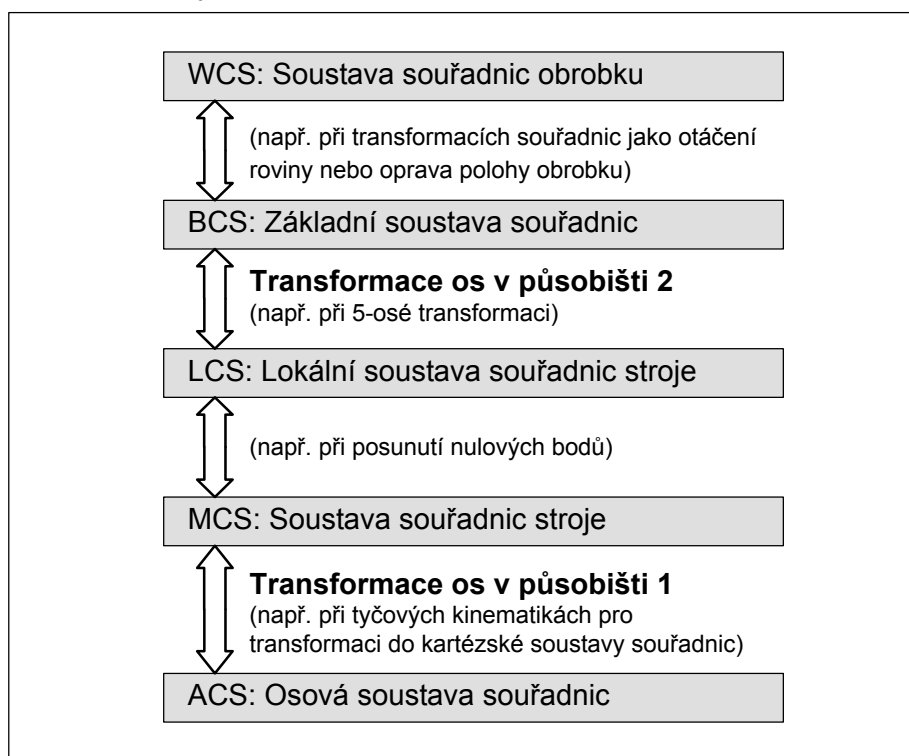 WCS: Soustava souřadnic obrobku
(např. při transformacích souřadnic jako otáčení
roviny nebo oprava polohy obrobku)
BCS: Základní soustava souřadnic
Transformace os v působišti 2
(např. při 5-osé transformaci)
LCS: Lokální soustava souřadnic stroje
(např. při posunutí nulových bodů)
MCS: Soustava souřadnic stroje
Transformace os v působišti 1
(např. při tyčových kinematikách pro
transformaci do kartézské soustavy souřadnic)
ACS: Osová soustava souřadnic